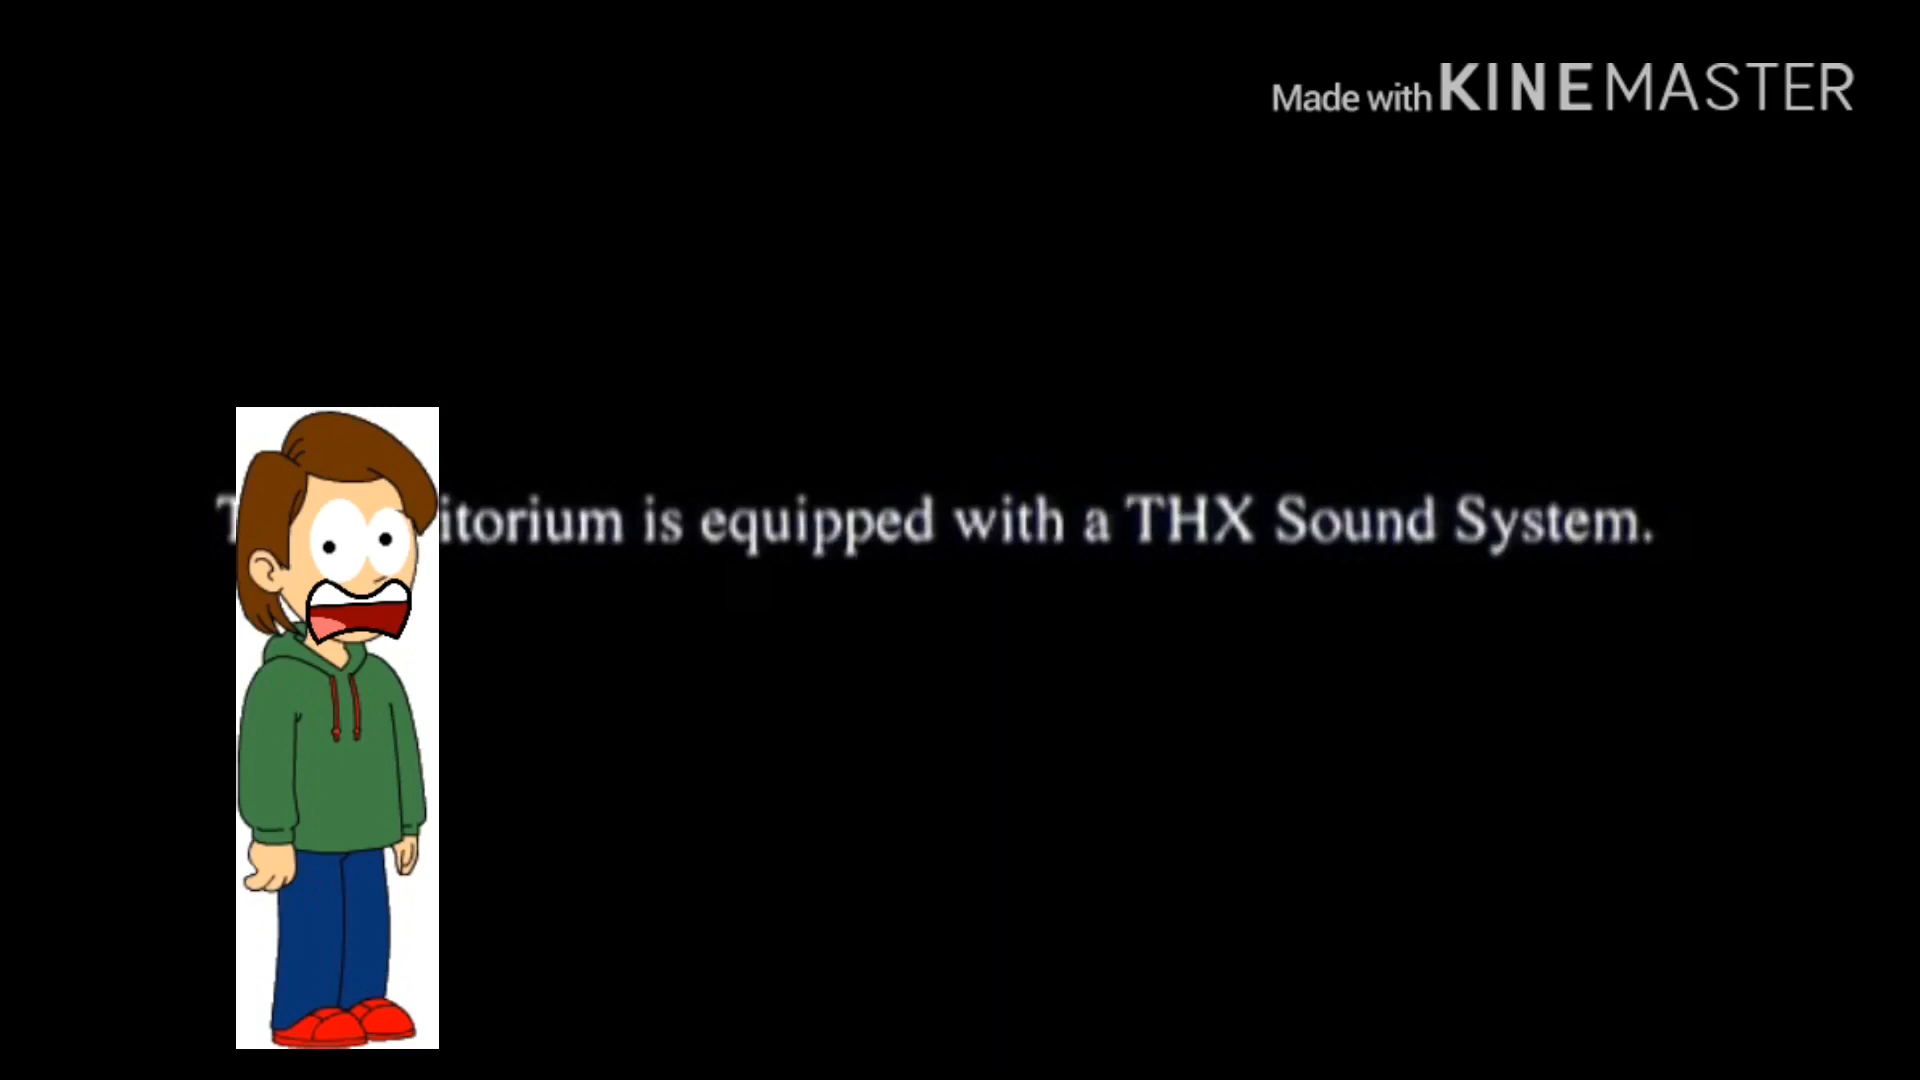 Made with KINEMASTER
itorium is equipped with a THX Sound System.